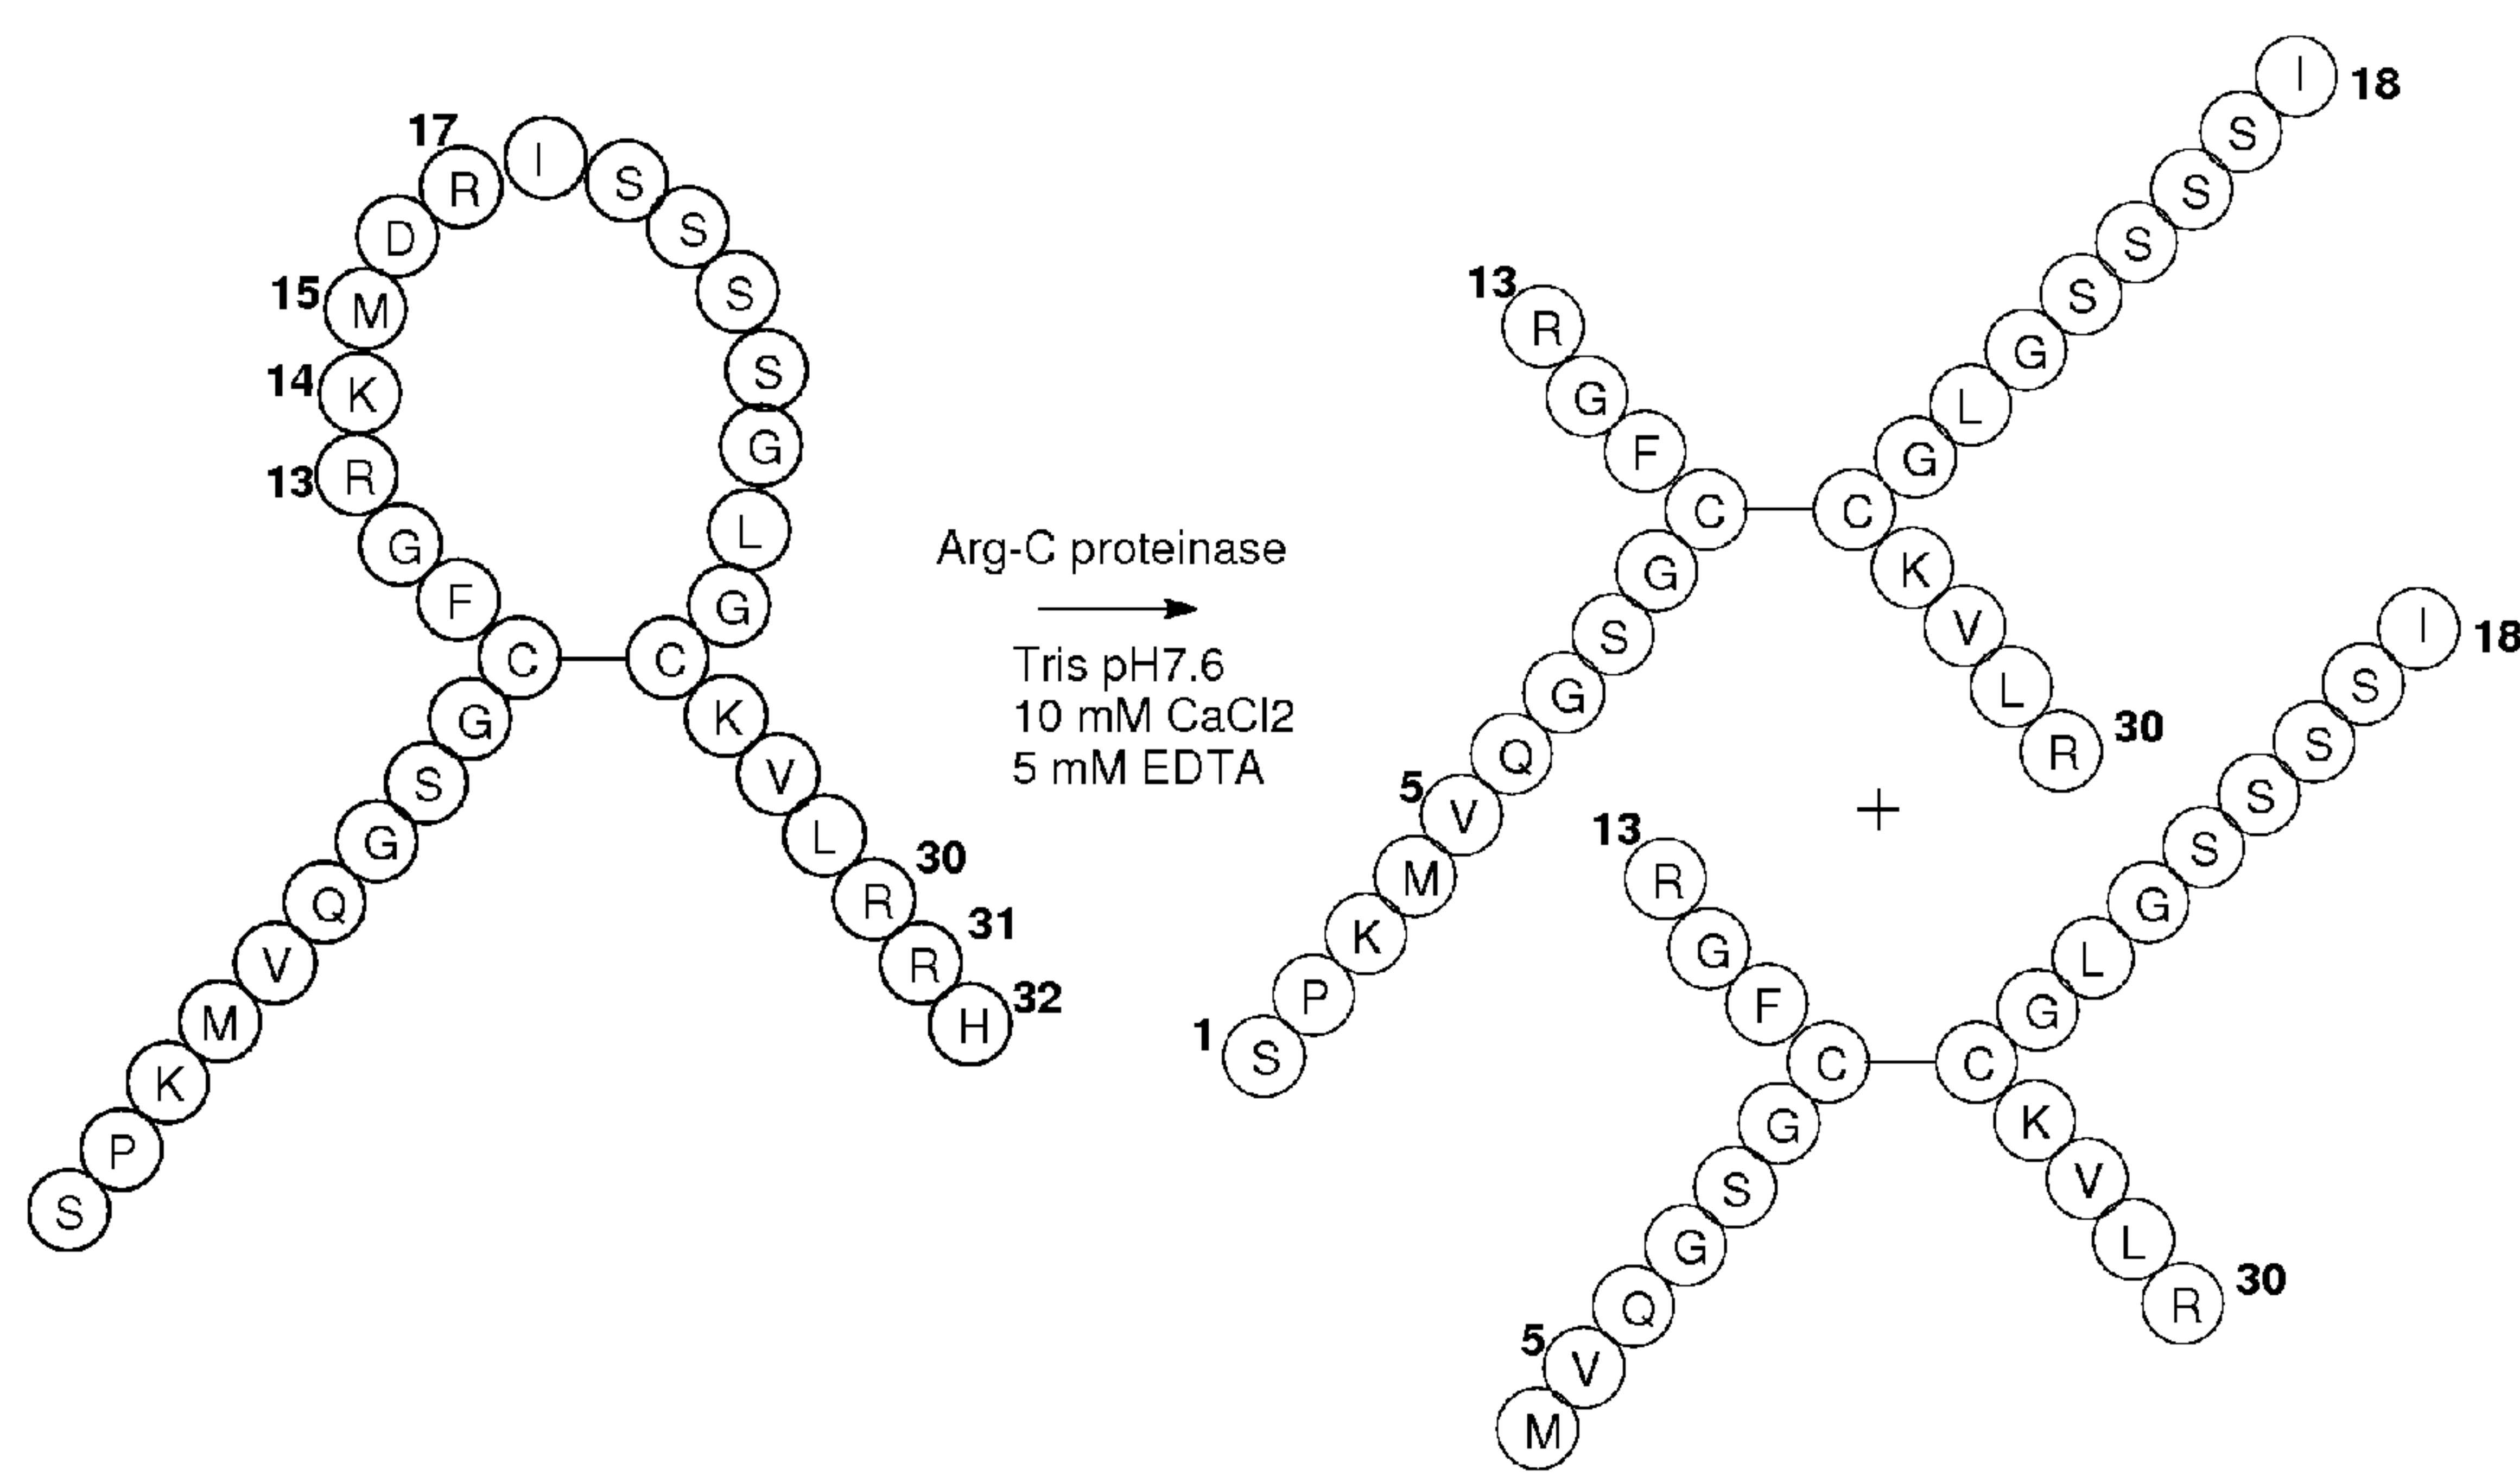 S P K M V Q G S G C F G R K M D R I S S S S G L G C K V L R R H
13
14
15
17
30
31
32
Arg-C proteinase
Tris pH7.6
10 mM CaCl2
5 mM EDTA
S P K M V Q G S G C F G R
1
5
13
I S S S S G L G C K V L R
18
30
+
M V Q G S G C F G R
5
13
I S S S S G L G C K V L R
18
30